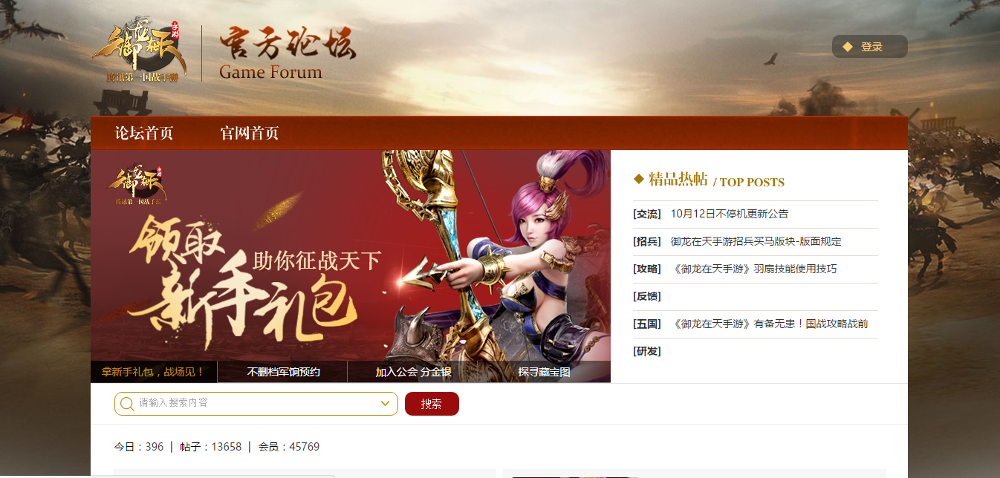 御龙在天
手游
腾讯第一国战手游
官方论坛
Game Forum
登录
论坛首页 官网首页
御龙在天
手游
腾讯第一国战手游
领取
新手礼包
助你征战天下
拿新手礼包，战场见！ 不删档军饷预约 加入公会 分金银 探寻藏宝图
精品热帖 / TOP POSTS
[交流] 10月12日不停机更新公告
[招兵] 御龙在天手游招兵买马版块-版面规定
[攻略] 《御龙在天手游》羽扇技能使用技巧
[反馈]
[五国] 《御龙在天手游》有备无患！国战攻略战前
[研发]
请输入搜索内容 搜索
今日：396 | 帖子：13658 | 会员：45769